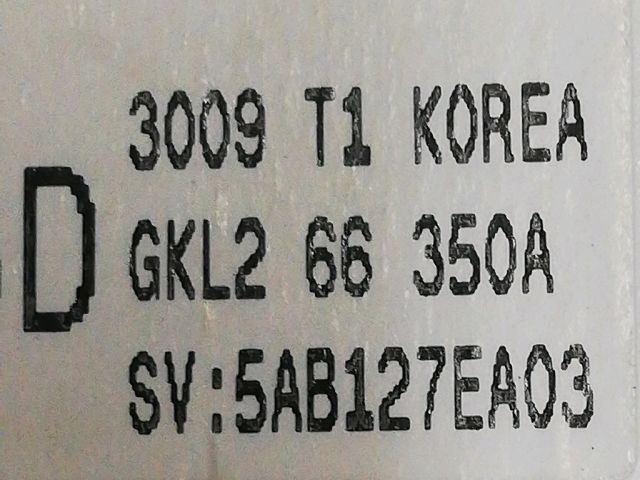 3009 T1 KOREA
D
GKL2 66 350A
SV:5AB127EA03